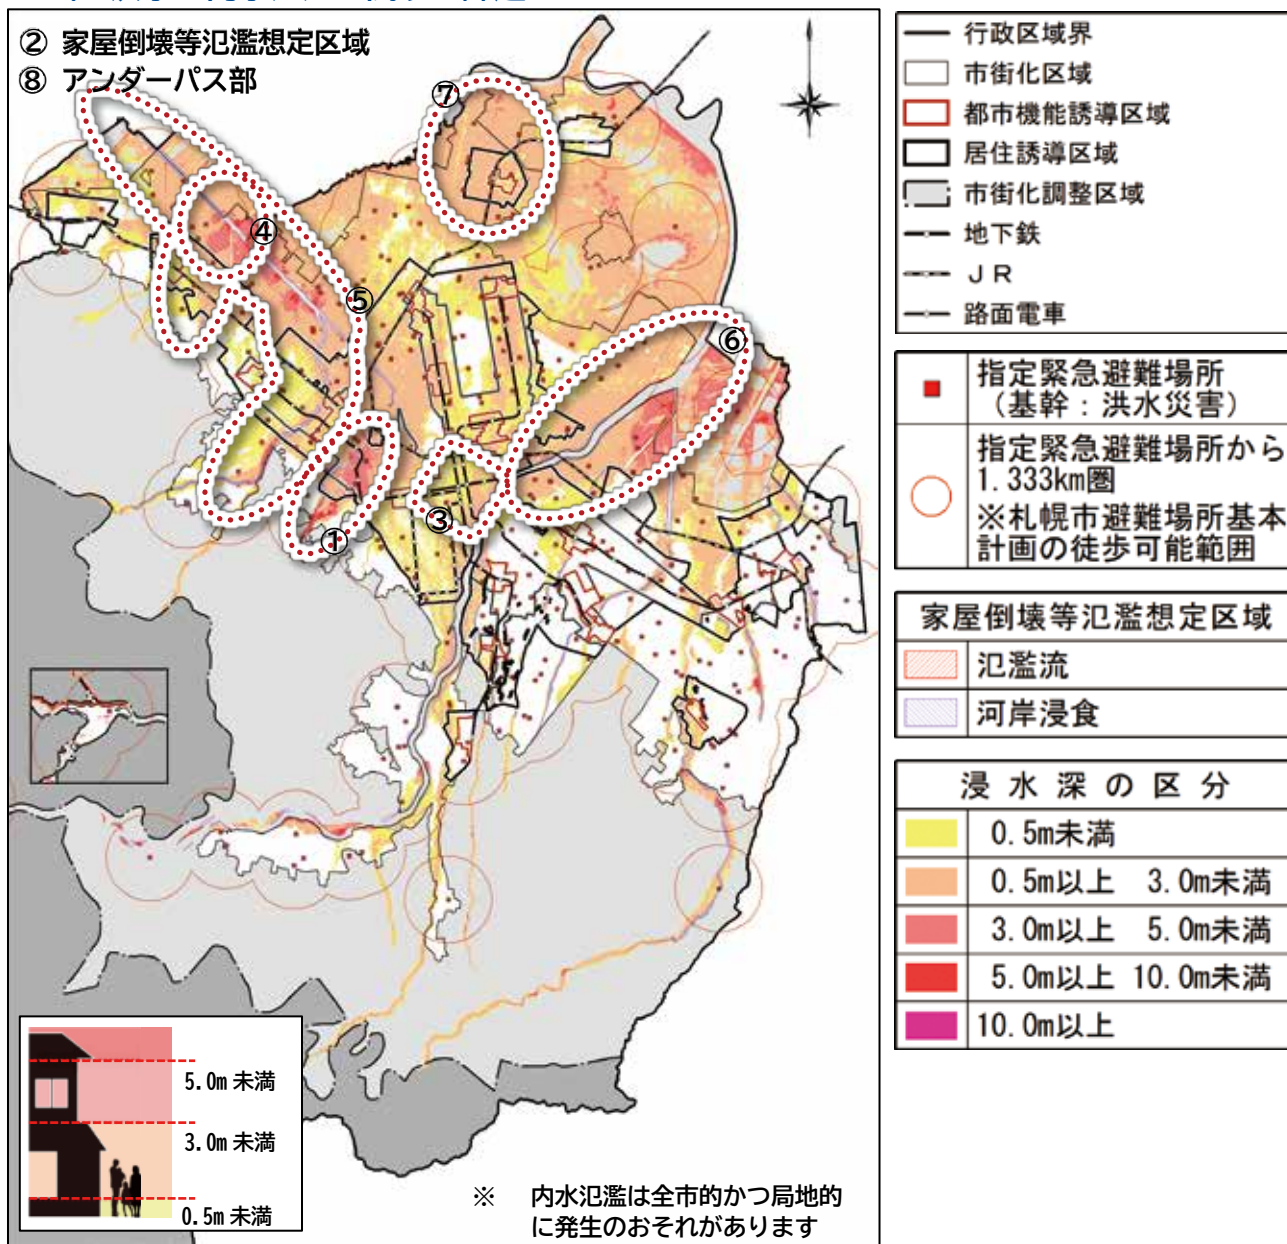 ② 家屋倒壊等氾濫想定区域
⑧ アンダーパス部
⑦
④
⑤
⑥
③
①
5.0m 未満
3.0m 未満
0.5m 未満
※ 内水氾濫は全市的かつ局地的
に発生のおそれがあります
行政区域界
市街化区域
都市機能誘導区域
居住誘導区域
市街化調整区域
地下鉄
ＪＲ
路面電車
指定緊急避難場所
（基幹：洪水災害）
指定緊急避難場所から
1.333km圏
※札幌市避難場所基本
計画の徒歩可能範囲
家屋倒壊等氾濫想定区域
氾濫流
河岸浸食
浸水深の区分
0.5m未満
0.5m以上 3.0m未満
3.0m以上 5.0m未満
5.0m以上 10.0m未満
10.0m以上